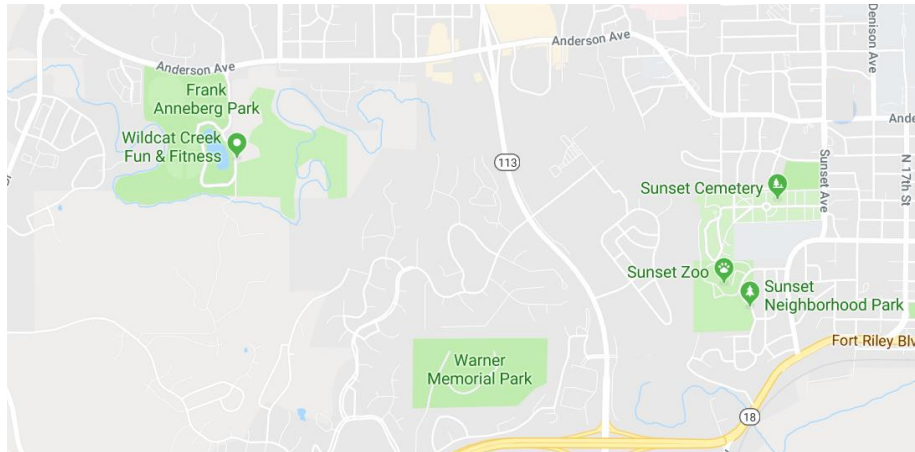 Anderson Ave
Denison Ave
Anderson Ave
Frank
Anneberg Park
Wildcat Creek
Fun & Fitness
113
Sunset Cemetery
Sunset Ave
N 17th St
Ande
Sunset Zoo
Sunset
Neighborhood Park
Fort Riley Blv
Warner
Memorial Park
18